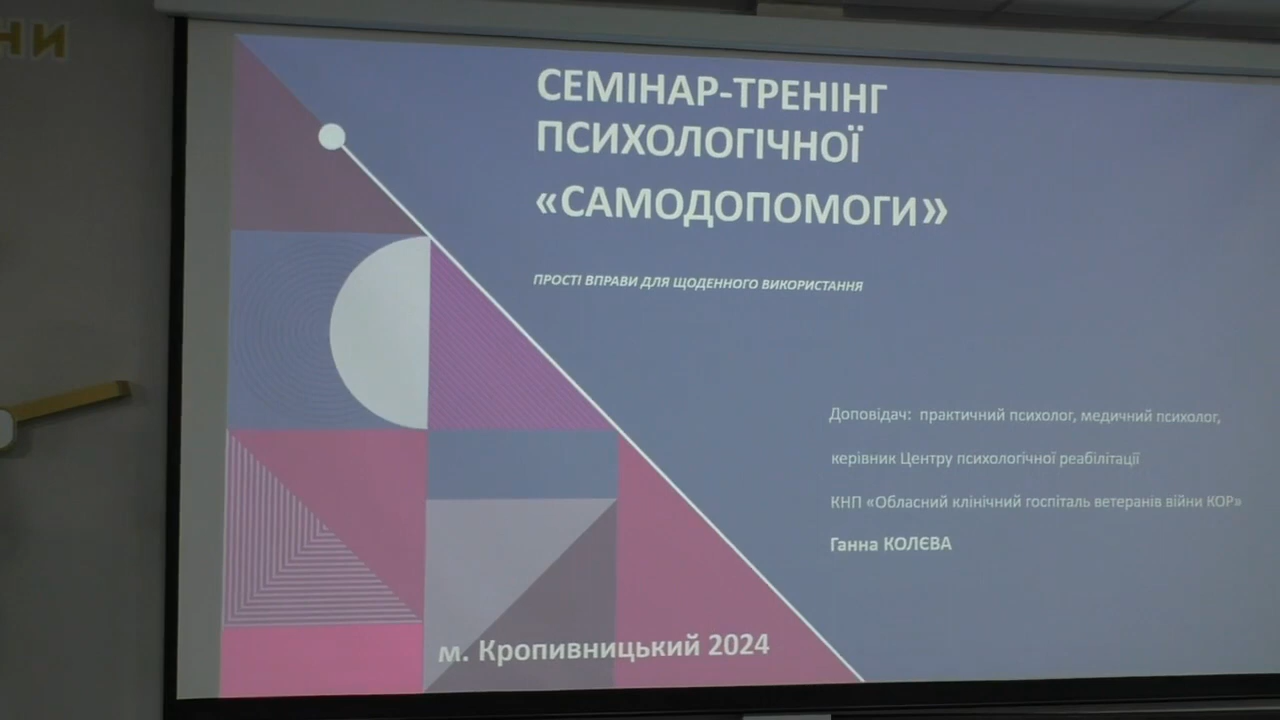 СЕМІНАР-ТРЕНІНГ
ПСИХОЛОГІЧНОЇ
«САМОДОПОМОГИ»
ПРОСТІ ВПРАВИ ДЛЯ ЩОДЕННОГО ВИКОРИСТАННЯ
Доповідач: практичний психолог, медичний психолог,
керівник Центру психологічної реабілітації
КНП «Обласний клінічний госпіталь ветеранів війни КОР»
Ганна КОЛЄВА
м. Кропивницький 2024